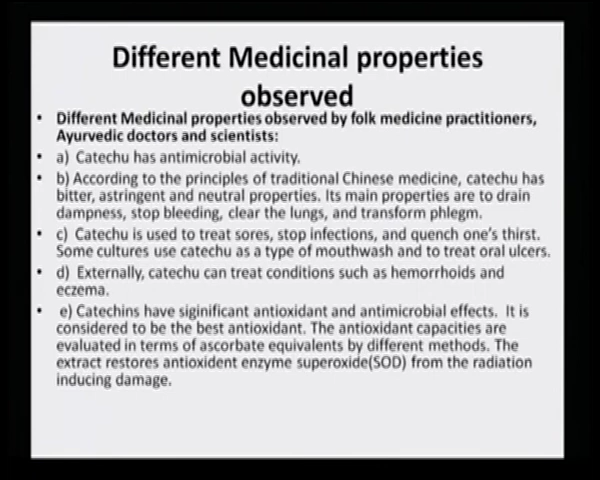 Different Medicinal properties
observed
• Different Medicinal properties observed by folk medicine practitioners,
Ayurvedic doctors and scientists:
• a) Catechu has antimicrobial activity.
• b) According to the principles of traditional Chinese medicine, catechu has
bitter, astringent and neutral properties. Its main properties are to drain
dampness, stop bleeding, clear the lungs, and transform phlegm.
• c) Catechu is used to treat sores, stop infections, and quench one's thirst.
Some cultures use catechu as a type of mouthwash and to treat oral ulcers.
• d) Externally, catechu can treat conditions such as hemorrhoids and
eczema.
• e) Catechins have siginificant antioxidant and antimicrobial effects. It is
considered to be the best antioxidant. The antioxidant capacities are
evaluated in terms of ascorbate equivalents by different methods. The
extract restores antioxident enzyme superoxide(SOD) from the radiation
inducing damage.